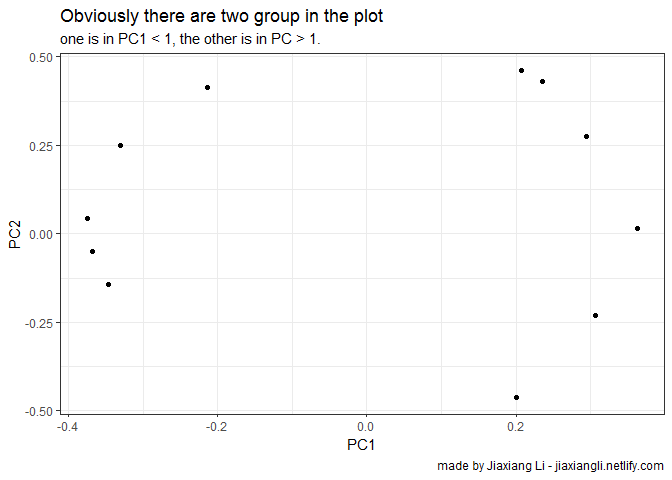 Obviously there are two group in the plot
one is in PC1 < 1, the other is in PC > 1.
0.50
0.25
PC2
0.00
-0.25
-0.50
-0.4 -0.2 0.0 0.2
PC1
made by Jiaxiang Li - jiaxiangli.netlify.com